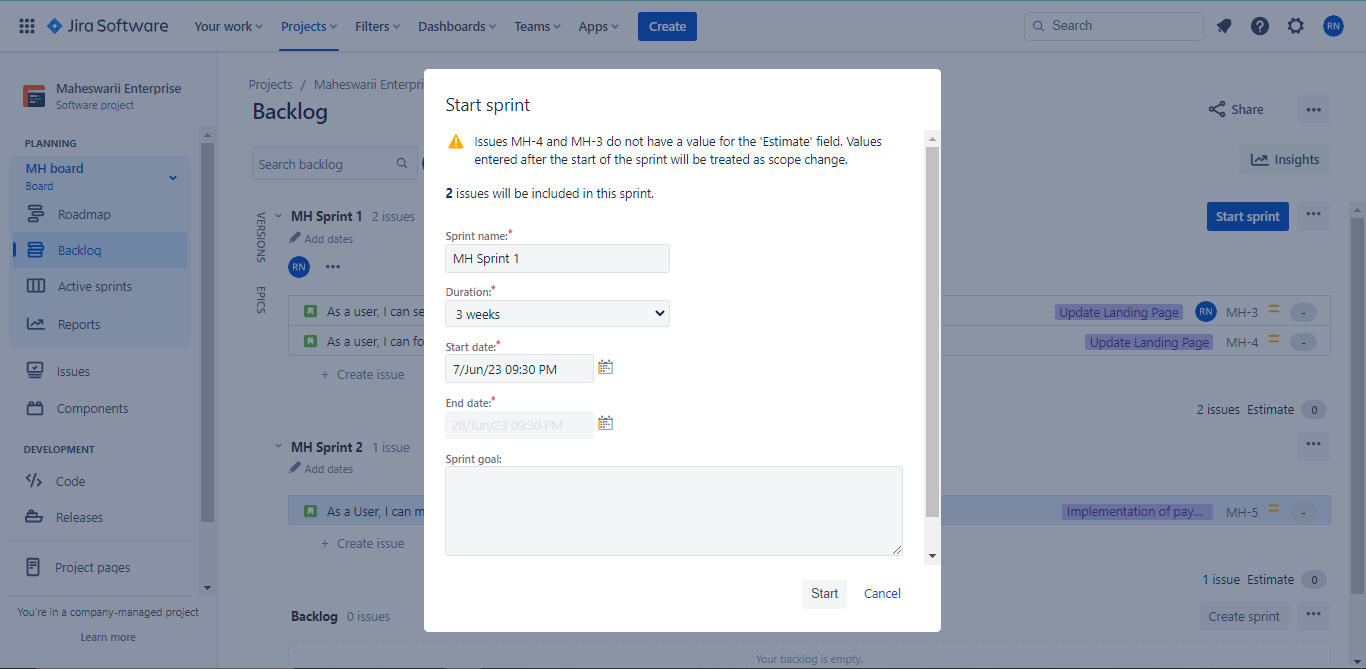 Jira Software
Your work
Projects
Filters
Dashboards
Teams
Apps
Create
Search
RN
Maheswarii Enterprise
Software project
PLANNING
MH board
Board
Roadmap
Backlog
Active sprints
Reports
Issues
Components
DEVELOPMENT
Code
Releases
Project pages
You're in a company-managed project
Learn more
Projects / Maheswarii Enterpri
Backlog
Share
Search backlog
Insights
VERSIONS
EPICS
MH Sprint 1 2 issues
Add dates
Start sprint
RN
As a user, I can se
Update Landing Page RN MH-3 -
As a user, I can fo
Update Landing Page MH-4 -
+ Create issue
2 issues Estimate 0
MH Sprint 2 1 issue
Add dates
As a User, I can m
Implementation of pay... MH-5 -
+ Create issue
1 issue Estimate 0
Backlog 0 issues
Create sprint
Your backlog is empty.
Start sprint
Issues MH-4 and MH-3 do not have a value for the 'Estimate' field. Values
entered after the start of the sprint will be treated as scope change.
2 issues will be included in this sprint.
Sprint name:*
MH Sprint 1
Duration:*
3 weeks
Start date:*
7/Jun/23 09:30 PM
End date:*
28/Jun/23 09:30 PM
Sprint goal:
Start
Cancel